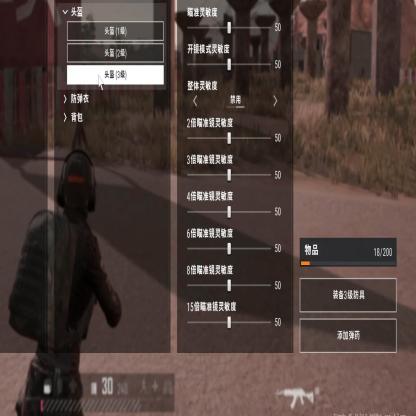 头盔
头盔 (1级)
头盔 (2级)
头盔 (3级)
防弹衣
背包
瞄准灵敏度
50
开镜模式灵敏度
50
整体灵敏度
禁用
2倍瞄准镜灵敏度
50
3倍瞄准镜灵敏度
50
4倍瞄准镜灵敏度
50
6倍瞄准镜灵敏度
50
8倍瞄准镜灵敏度
50
15倍瞄准镜灵敏度
50
物品
18/200
装备3级防具
添加弹药
30